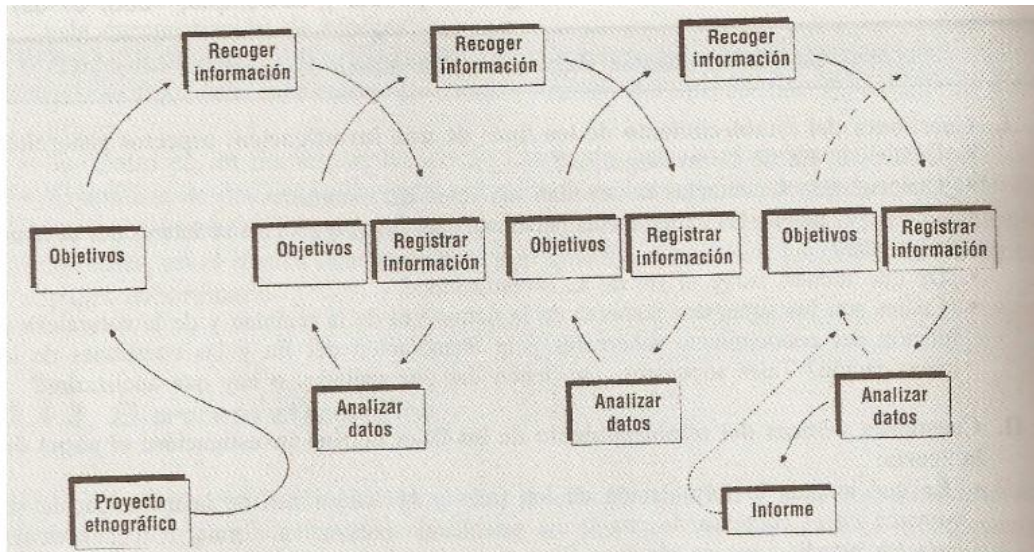 Recoger
información
Recoger
información
Recoger
información
Objetivos
Objetivos
Registrar
información
Objetivos
Registrar
información
Objetivos
Registrar
información
Analizar
datos
Analizar
datos
Analizar
datos
Proyecto
etnográfico
Informe